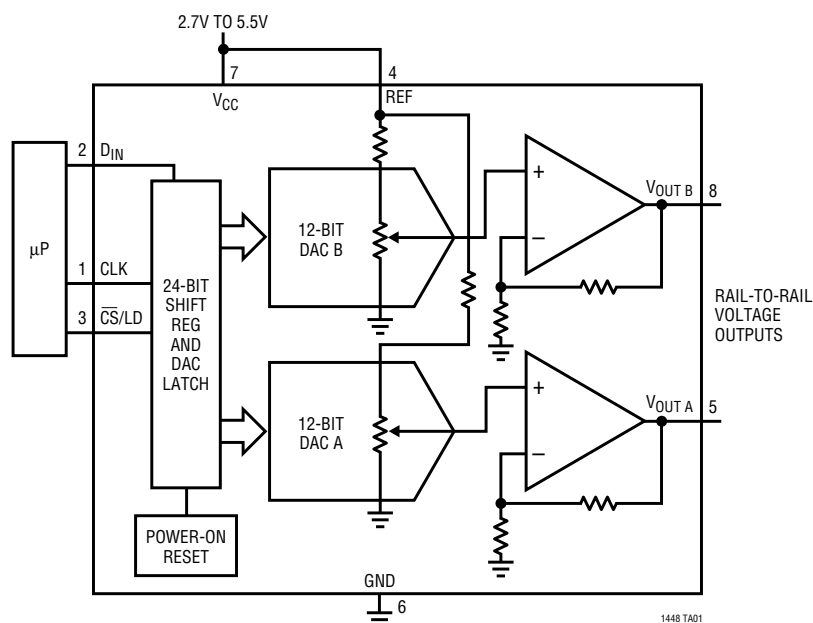 2.7V TO 5.5V
7
4
VCC
REF
2
DIN
µP
1
CLK
3
CS/LD
24-BIT
SHIFT
REG
AND
DAC
LATCH
12-BIT
DAC B
+
–
VOUT B
8
RAIL-TO-RAIL
VOLTAGE
OUTPUTS
12-BIT
DAC A
+
–
VOUT A
5
POWER-ON
RESET
GND
6
1448 TA01